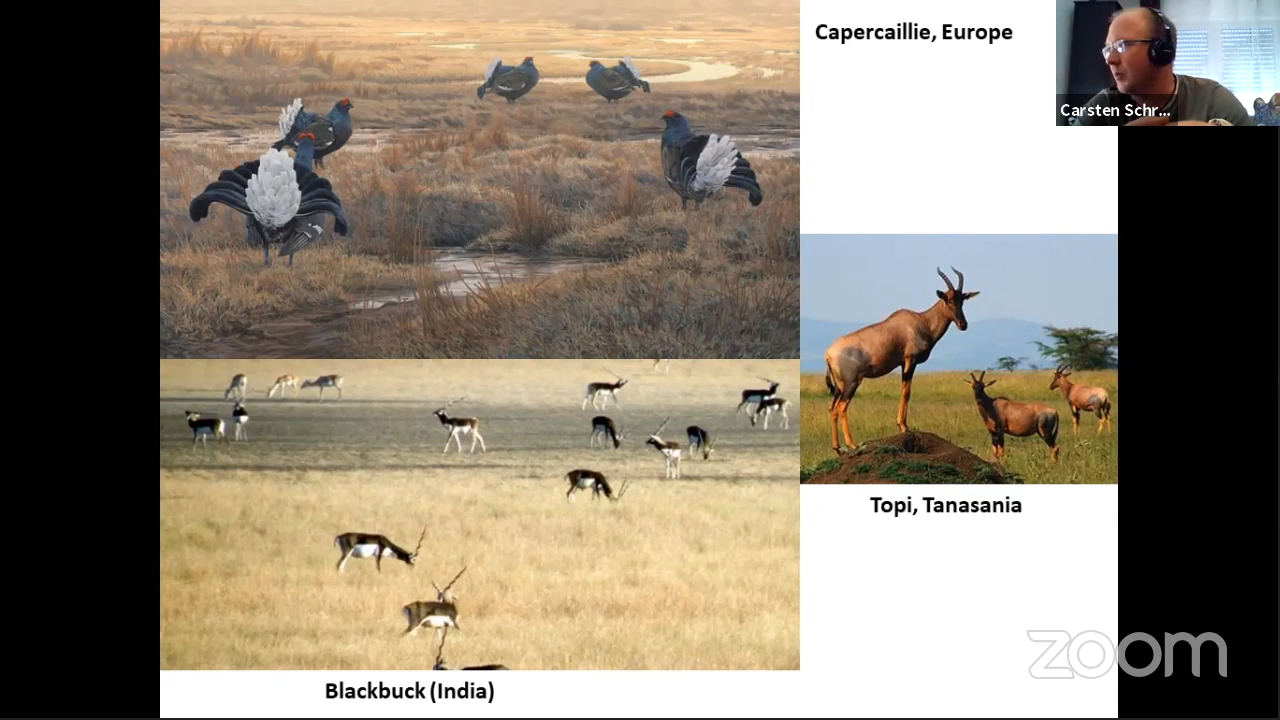 Capercaillie, Europe
Carsten Schr...
Topi, Tanasania
Blackbuck (India)
zoom